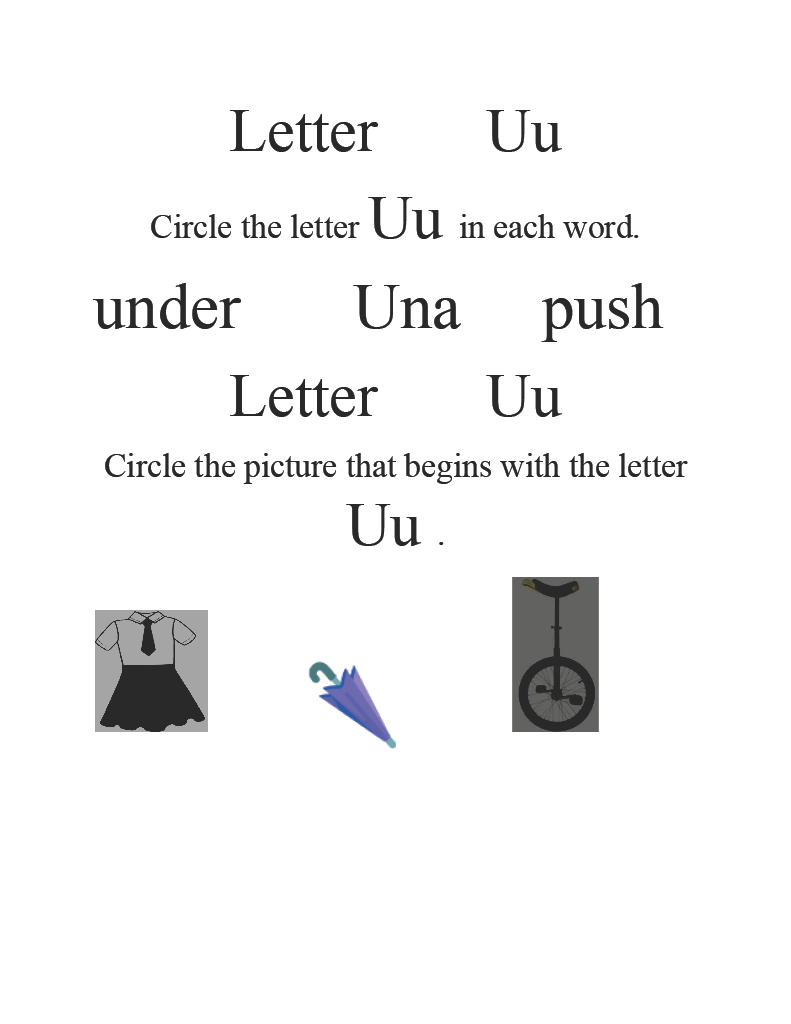 Letter Uu
Circle the letter Uu in each word.
under Una push
Letter Uu
Circle the picture that begins with the letter
Uu .